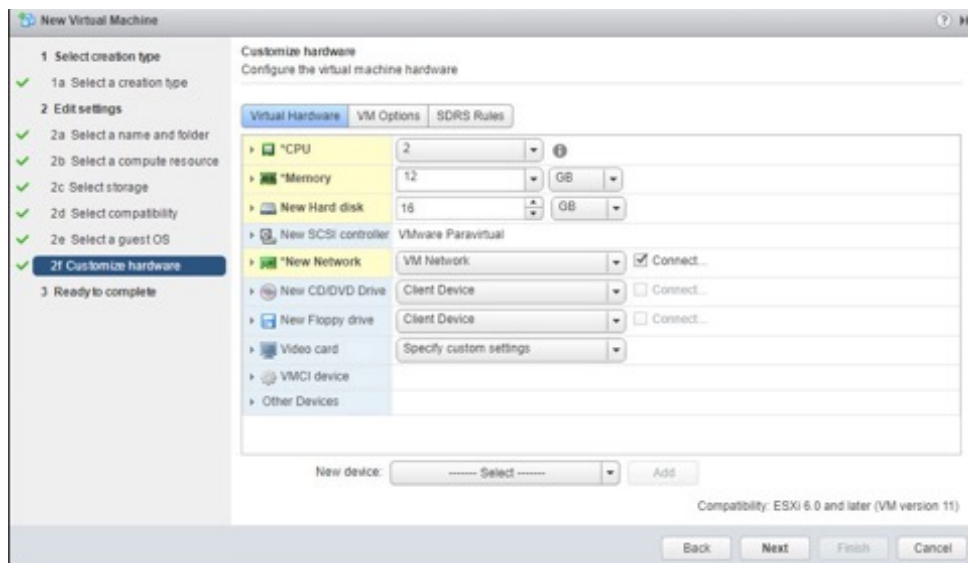 New Virtual Machine
1 Select creation type
1a Select a creation type
2 Edit settings
2a Select a name and folder
2b Select a compute resource
2c Select storage
2d Select compatibility
2e Select a guest OS
2f Customize hardware
3 Ready to complete
Customize hardware
Configure the virtual machine hardware
Virtual Hardware VM Options SDRS Rules
*CPU 2
*Memory 12 GB
New Hard disk 16 GB
New SCSI controller VMware Paravirtual
*New Network VM Network Connect...
New CD/DVD Drive Client Device Connect...
New Floppy drive Client Device Connect...
Video card Specify custom settings
VMCI device
Other Devices
New device: ------- Select ------- Add
Compatibility: ESXi 6.0 and later (VM version 11)
Back Next Finish Cancel